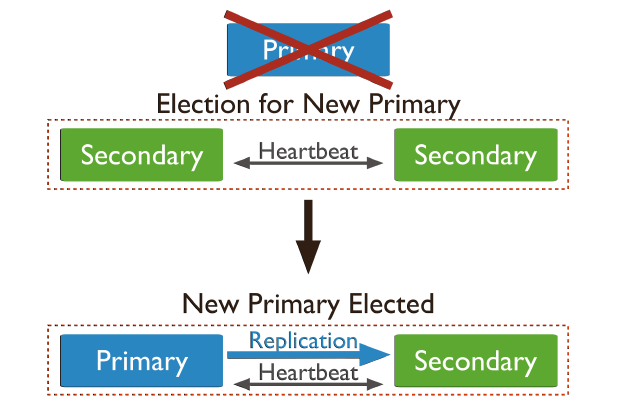 Primary
Election for New Primary
Secondary Heartbeat Secondary
New Primary Elected
Primary Replication Secondary
Heartbeat